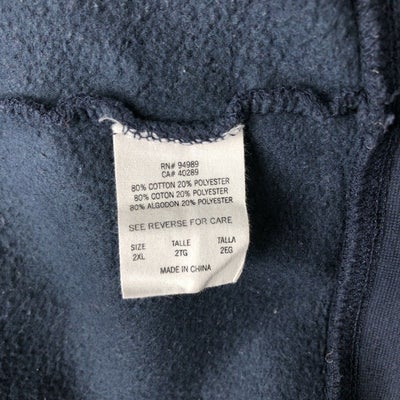 RN# 94989
CA# 40289
80% COTTON 20% POLYESTER
80% COTON 20% POLYESTER
80% ALGODON 20% POLYESTER
SEE REVERSE FOR CARE
SIZE TALLE TALLA
2XL 2TG 2EG
MADE IN CHINA